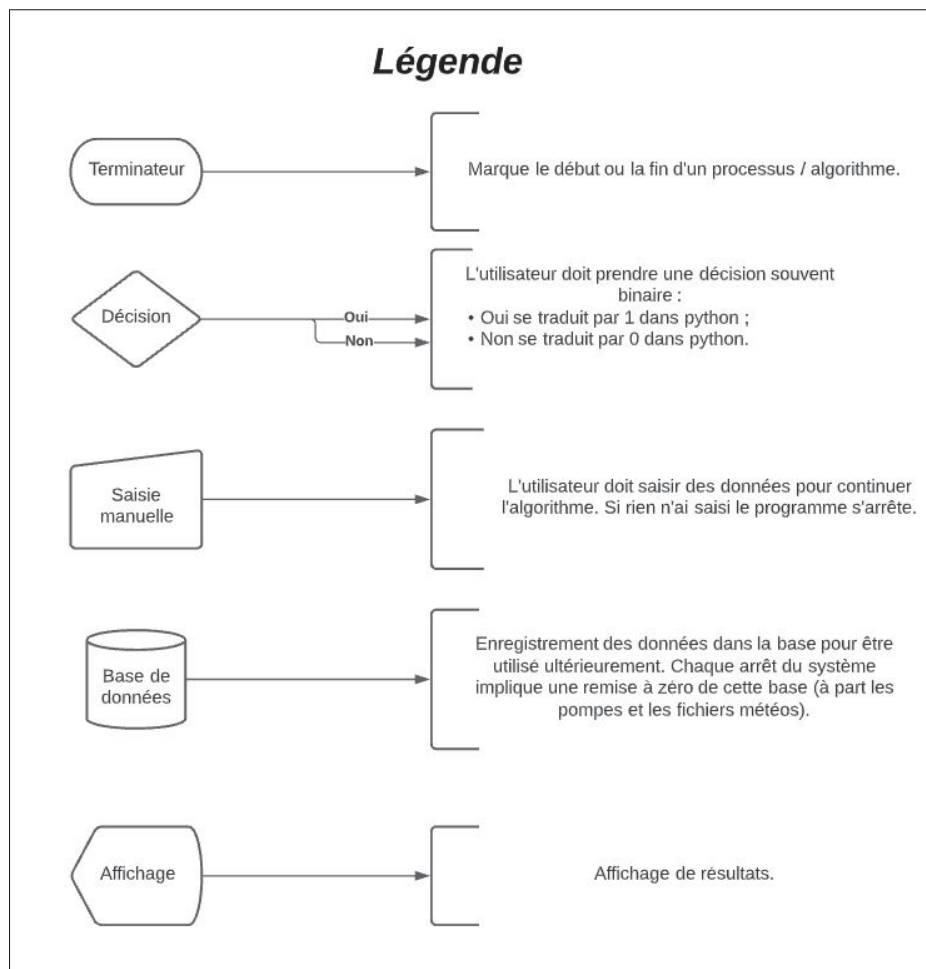 Légende
Terminateur
Marque le début ou la fin d'un processus / algorithme.
Décision
Oui
Non
L'utilisateur doit prendre une décision souvent
binaire :
• Oui se traduit par 1 dans python ;
• Non se traduit par 0 dans python.
Saisie
manuelle
L'utilisateur doit saisir des données pour continuer
l'algorithme. Si rien n'ai saisi le programme s'arrête.
Base de
données
Enregistrement des données dans la base pour être
utilisé ultérieurement. Chaque arrêt du système
implique une remise à zéro de cette base (à part les
pompes et les fichiers météos).
Affichage
Affichage de résultats.